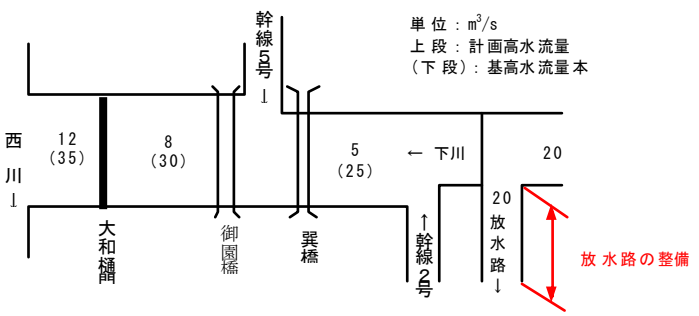 単位：m³/s
上段：計画高水流量
（下段）：基高水流量本
幹線5号
↓
西川
↓
12
(35)
8
(30)
5
(25)
← 下川
20
20
放水路
↓
大和樋門
御園橋
巽橋
↑
幹線2号
放水路の整備